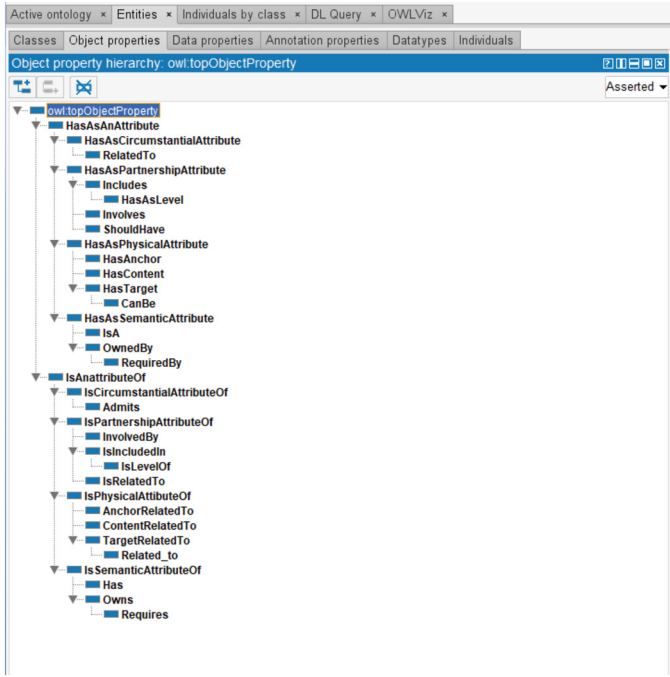 Active ontology × Entities × Individuals by class × DL Query × OWLViz ×
Classes Object properties Data properties Annotation properties Datatypes Individuals
Object property hierarchy: owl:topObjectProperty
Asserted
owl:topObjectProperty
HasAsAnAttribute
HasAsCircumstantialAttribute
RelatedTo
HasAsPartnershipAttribute
Includes
HasAsLevel
Involves
ShouldHave
HasAsPhysicalAttribute
HasAnchor
HasContent
HasTarget
CanBe
HasAsSemanticAttribute
IsA
OwnedBy
RequiredBy
IsAnattributeOf
IsCircumstantialAttributeOf
Admits
IsPartnershipAttributeOf
InvolvedBy
IsIncludedIn
IsLevelOf
IsRelatedTo
IsPhysicalAttibuteOf
AnchorRelatedTo
ContentRelatedTo
TargetRelatedTo
Related_to
IsSemanticAttributeOf
Has
Owns
Requires